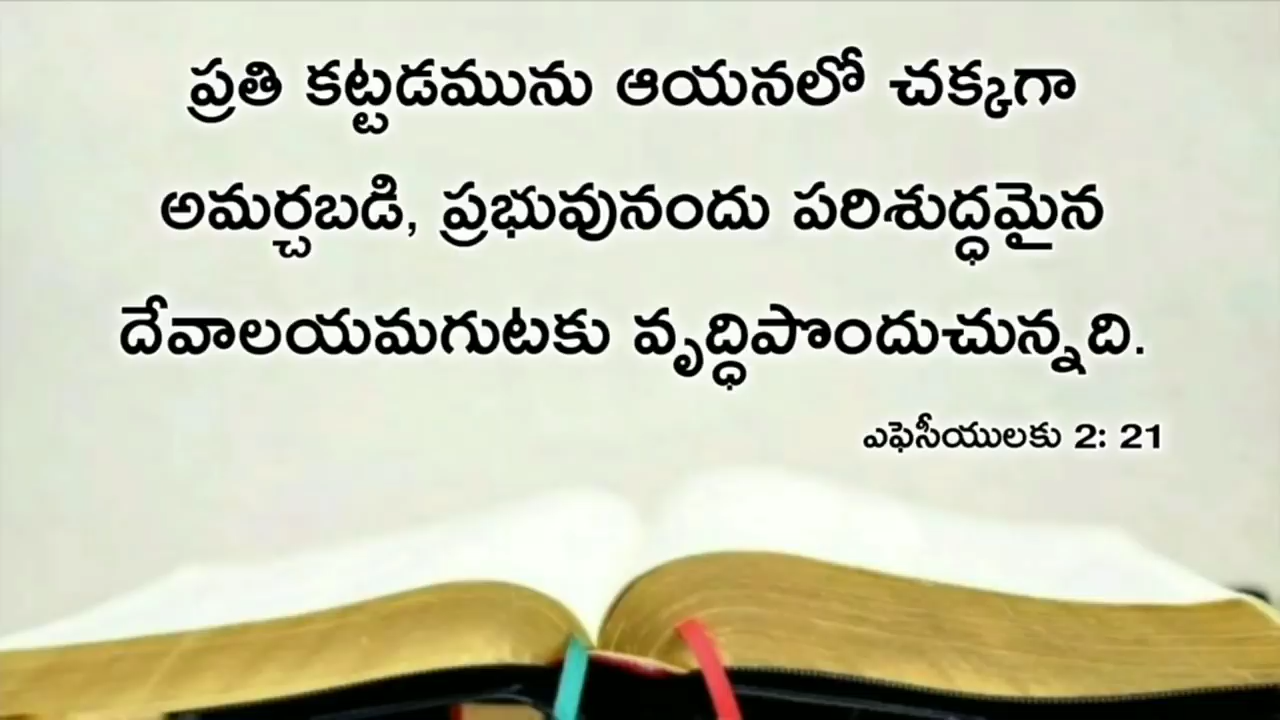 ప్రతి కట్టడమును ఆయనలో చక్కగా
అమర్చబడి, ప్రభువునందు పరిశుద్ధమైన
దేవాలయమగుటకు వృద్ధిపొందుచున్నది.
ఎఫెసీయులకు 2: 21